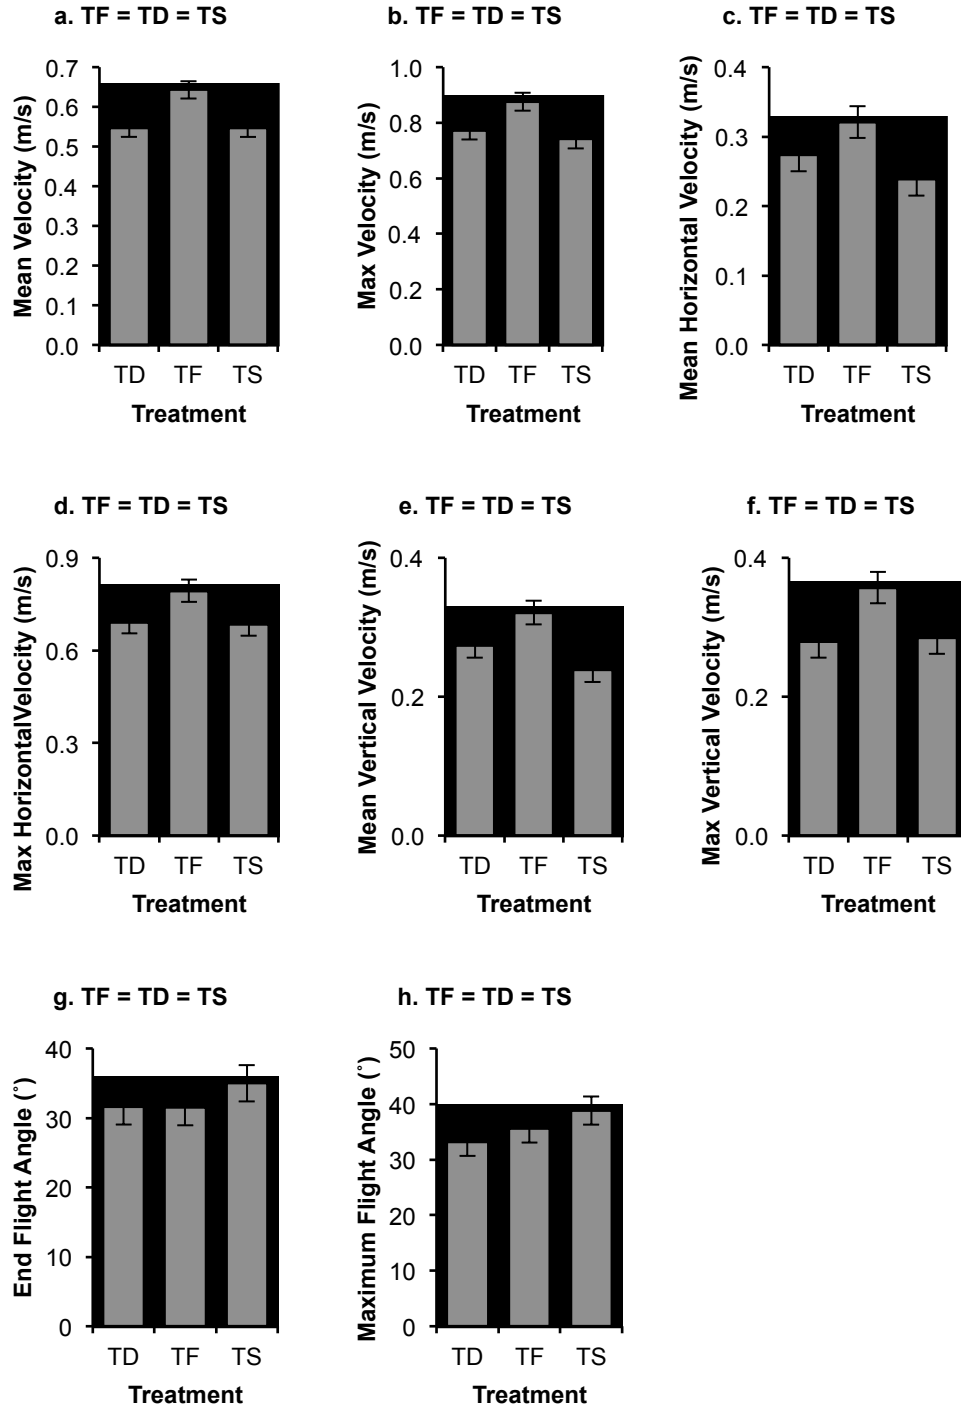 a. TF = TD = TS
b. TF = TD = TS
c. TF = TD = TS
Mean Velocity (m/s)
0.7
0.6
0.5
0.4
0.3
0.2
0.1
0.0
TD TF TS
Treatment
Max Velocity (m/s)
1.0
0.8
0.6
0.4
0.2
0.0
TD TF TS
Treatment
Mean Horizontal Velocity (m/s)
0.4
0.3
0.2
0.1
0.0
TD TF TS
Treatment
d. TF = TD = TS
e. TF = TD = TS
f. TF = TD = TS
Max HorizontalVelocity (m/s)
0.9
0.6
0.3
0.0
TD TF TS
Treatment
Mean Vertical Velocity (m/s)
0.4
0.2
0.0
TD TF TS
Treatment
Max Vertical Velocity (m/s)
0.4
0.2
0.0
TD TF TS
Treatment
g. TF = TD = TS
h. TF = TD = TS
End Flight Angle (˚)
40
30
20
10
0
TD TF TS
Treatment
Maximum Flight Angle (˚)
50
40
30
20
10
0
TD TF TS
Treatment